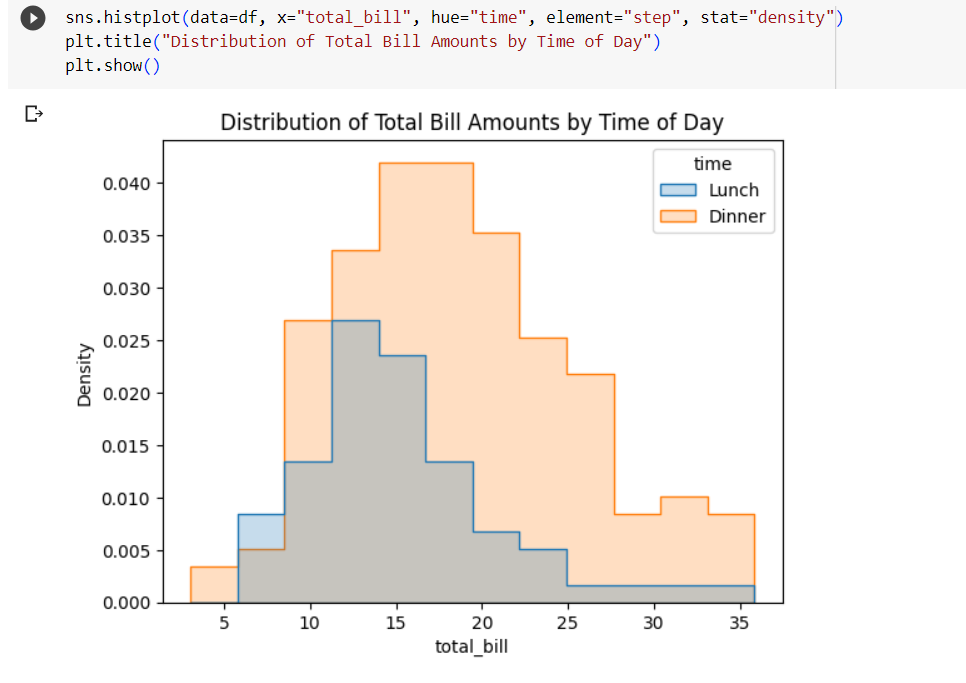 sns.histplot(data=df, x="total_bill", hue="time", element="step", stat="density")
plt.title("Distribution of Total Bill Amounts by Time of Day")
plt.show()
Distribution of Total Bill Amounts by Time of Day
time
Lunch
Dinner
0.040
0.035
0.030
0.025
0.020
0.015
0.010
0.005
0.000
Density
5 10 15 20 25 30 35
total_bill